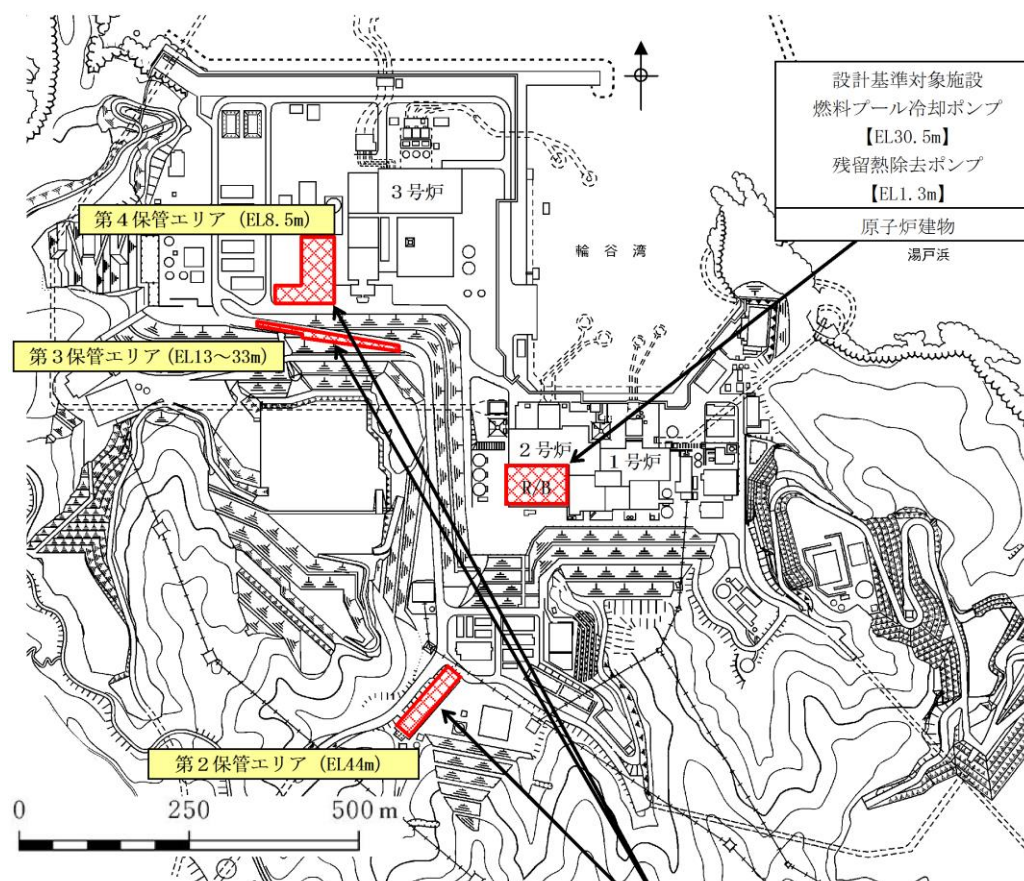 設計基準対象施設
燃料プール冷却ポンプ
【EL30.5m】
残留熱除去ポンプ
【EL1.3m】
原子炉建物
3号炉
第4保管エリア (EL8.5m)
輪谷湾
湯戸浜
第3保管エリア(EL13~33m)
2号炉
1号炉
R/B
第2保管エリア (EL44m)
0 250 500 m